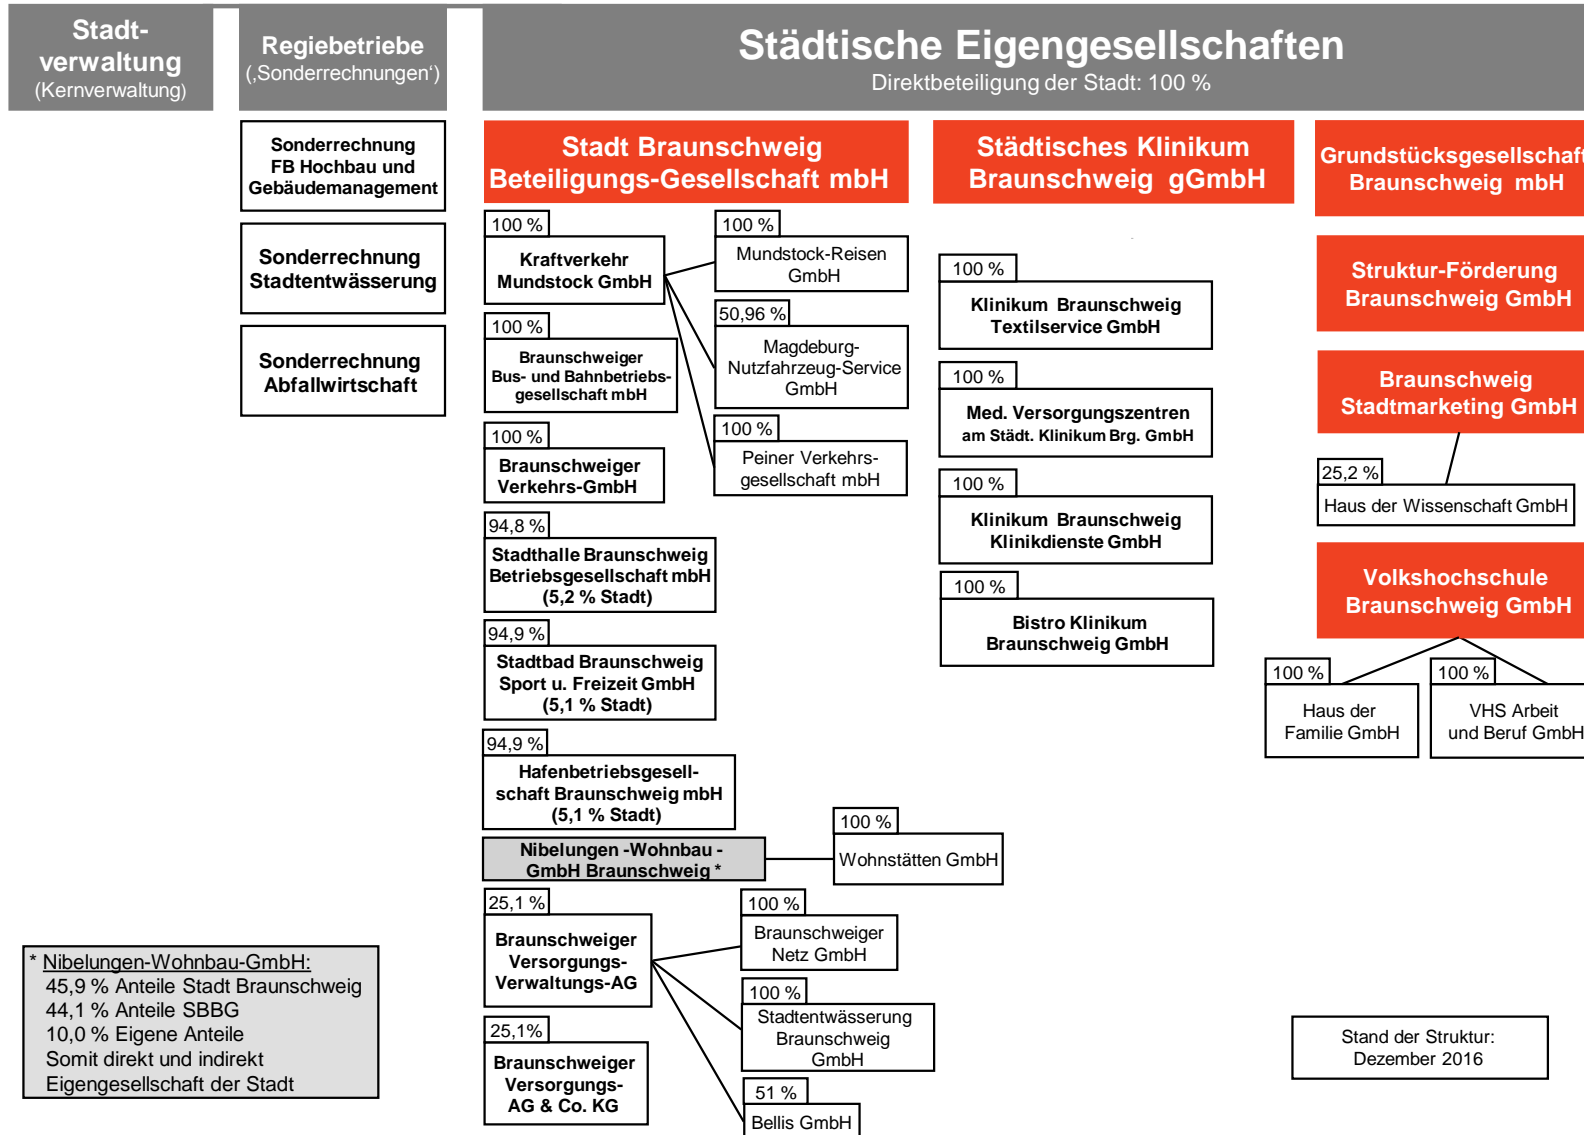 Stadt-
verwaltung
(Kernverwaltung)
Regiebetriebe
(‚Sonderrechnungen‘)
Städtische Eigengesellschaften
Direktbeteiligung der Stadt: 100 %
Sonderrechnung
FB Hochbau und
Gebäudemanagement
Sonderrechnung
Stadtentwässerung
Sonderrechnung
Abfallwirtschaft
Stadt Braunschweig
Beteiligungs-Gesellschaft mbH
100 %
Kraftverkehr
Mundstock GmbH
100 %
Mundstock-Reisen
GmbH
50,96 %
Magdeburg-
Nutzfahrzeug-Service
GmbH
100 %
Peiner Verkehrs-
gesellschaft mbH
100 %
Braunschweiger
Bus- und Bahnbetriebs-
gesellschaft mbH
100 %
Braunschweiger
Verkehrs-GmbH
94,8 %
Stadthalle Braunschweig
Betriebsgesellschaft mbH
(5,2 % Stadt)
94,9 %
Stadtbad Braunschweig
Sport u. Freizeit GmbH
(5,1 % Stadt)
94,9 %
Hafenbetriebsgesell-
schaft Braunschweig mbH
(5,1 % Stadt)
Nibelungen -Wohnbau -
GmbH Braunschweig *
100 %
Wohnstätten GmbH
25,1 %
Braunschweiger
Versorgungs-
Verwaltungs-AG
100 %
Braunschweiger
Netz GmbH
100 %
Stadtentwässerung
Braunschweig
GmbH
51 %
Bellis GmbH
25,1%
Braunschweiger
Versorgungs-
AG & Co. KG
Städtisches Klinikum
Braunschweig gGmbH
100 %
Klinikum Braunschweig
Textilservice GmbH
100 %
Med. Versorgungszentren
am Städt. Klinikum Brg. GmbH
100 %
Klinikum Braunschweig
Klinikdienste GmbH
100 %
Bistro Klinikum
Braunschweig GmbH
Grundstücksgesellschaft
Braunschweig mbH
Struktur-Förderung
Braunschweig GmbH
Braunschweig
Stadtmarketing GmbH
25,2 %
Haus der Wissenschaft GmbH
Volkshochschule
Braunschweig GmbH
100 %
Haus der
Familie GmbH
100 %
VHS Arbeit
und Beruf GmbH
* Nibelungen-Wohnbau-GmbH:
45,9 % Anteile Stadt Braunschweig
44,1 % Anteile SBBG
10,0 % Eigene Anteile
Somit direkt und indirekt
Eigengesellschaft der Stadt
Stand der Struktur:
Dezember 2016